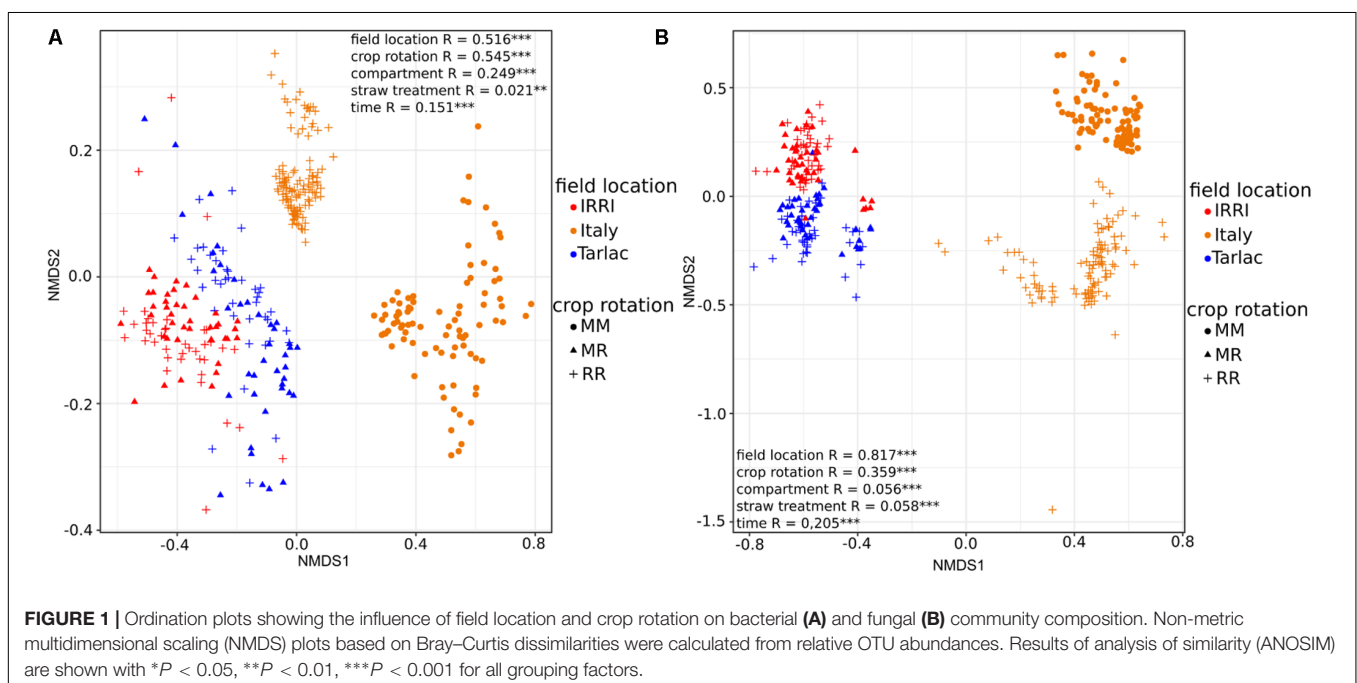 A
field location R = 0.516***
crop rotation R = 0.545***
compartment R = 0.249***
straw treatment R = 0.021**
time R = 0.151***
0.2
0.0
-0.2
-0.4
NMDS2
-0.4
0.0
0.4
0.8
NMDS1
field location
IRRI
Italy
Tarlac
crop rotation
MM
MR
RR
B
0.5
0.0
-0.5
-1.0
-1.5
NMDS2
field location R = 0.817***
crop rotation R = 0.359***
compartment R = 0.056***
straw treatment R = 0.058***
time R = 0,205***
-0.8
-0.4
0.0
0.4
0.8
NMDS1
field location
IRRI
Italy
Tarlac
crop rotation
MM
MR
RR
FIGURE 1 | Ordination plots showing the influence of field location and crop rotation on bacterial (A) and fungal (B) community composition. Non-metric
multidimensional scaling (NMDS) plots based on Bray–Curtis dissimilarities were calculated from relative OTU abundances. Results of analysis of similarity (ANOSIM)
are shown with *P < 0.05, **P < 0.01, ***P < 0.001 for all grouping factors.